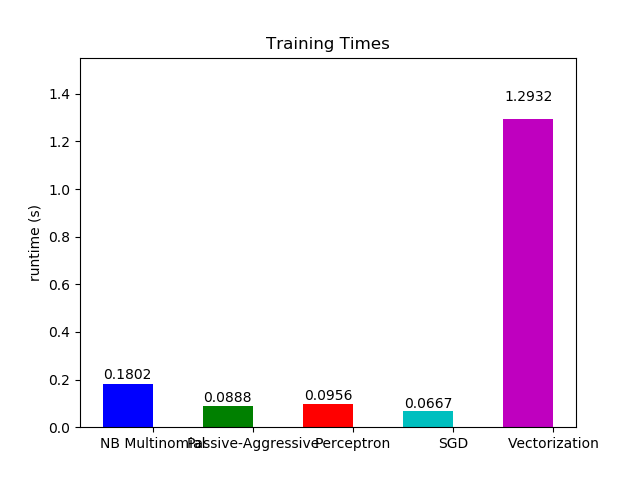 Training Times
runtime (s)
1.4
1.2
1.0
0.8
0.6
0.4
0.2
0.0
0.1802
0.0888
0.0956
0.0667
1.2932
NB Multinomial
Passive-Aggressive
Perceptron
SGD
Vectorization